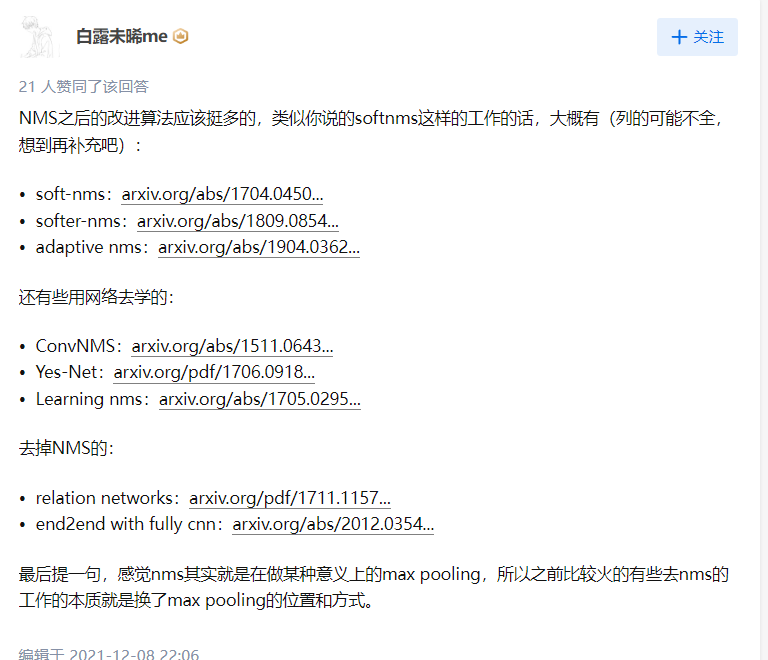 白露未晞me
+ 关注
21 人赞同了该回答
NMS之后的改进算法应该挺多的，类似你说的softnms这样的工作的话，大概有（列的可能不全，
想到再补充吧）：
• soft-nms：arxiv.org/abs/1704.0450...
• softer-nms：arxiv.org/abs/1809.0854...
• adaptive nms：arxiv.org/abs/1904.0362...
还有些用网络去学的：
• ConvNMS：arxiv.org/abs/1511.0643...
• Yes-Net：arxiv.org/pdf/1706.0918...
• Learning nms：arxiv.org/abs/1705.0295...
去掉NMS的：
• relation networks：arxiv.org/pdf/1711.1157...
• end2end with fully cnn：arxiv.org/abs/2012.0354...
最后提一句，感觉nms其实就是在做某种意义上的max pooling，所以之前比较火的有些去nms的
工作的本质就是换了max pooling的位置和方式。
编辑于 2021-12-08 22:06